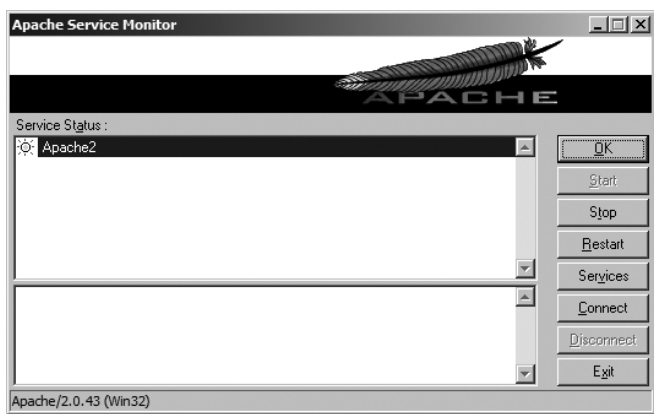 Apache Service Monitor
APACHE
Service Status :
Apache2
OK
Start
Stop
Restart
Services
Connect
Disconnect
Exit
Apache/2.0.43 (Win32)